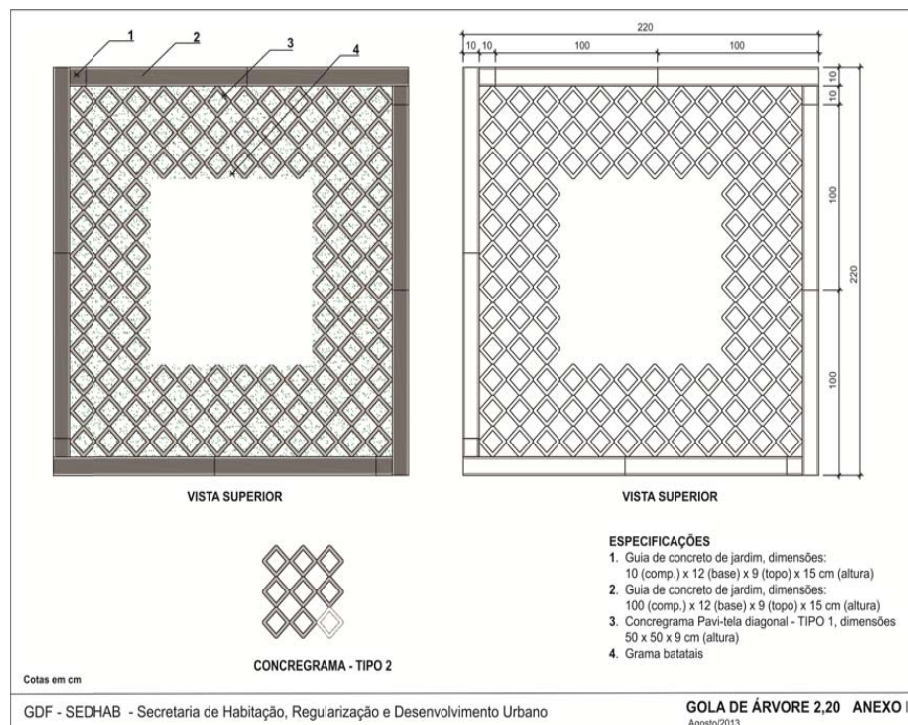 1
2
3
4
220
10
10
100
100
10
10
100
100
220
VISTA SUPERIOR
VISTA SUPERIOR
ESPECIFICAÇÕES
1. Guia de concreto de jardim, dimensões:
10 (comp.) x 12 (base) x 9 (topo) x 15 cm (altura)
2. Guia de concreto de jardim, dimensões:
100 (comp.) x 12 (base) x 9 (topo) x 15 cm (altura)
3. Concregrama Pavi-tela diagonal - TIPO 1, dimensões
50 x 50 x 9 cm (altura)
4. Grama batatais
CONCREGRAMA - TIPO 2
Cotas em cm
GDF - SEDHAB - Secretaria de Habitação, Regularização e Desenvolvimento Urbano
GOLA DE ÁRVORE 2,20 ANEXO I
Agosto/2013